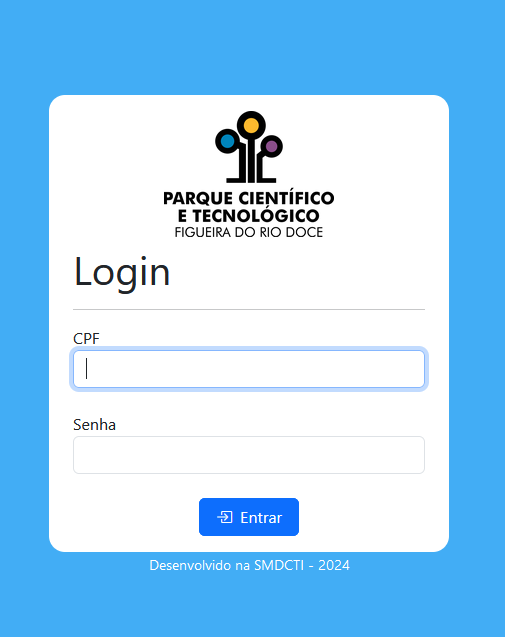 PARQUE CIENTÍFICO
E TECNOLÓGICO
FIGUEIRA DO RIO DOCE
Login
CPF
Senha
Entrar
Desenvolvido na SMDCTI - 2024